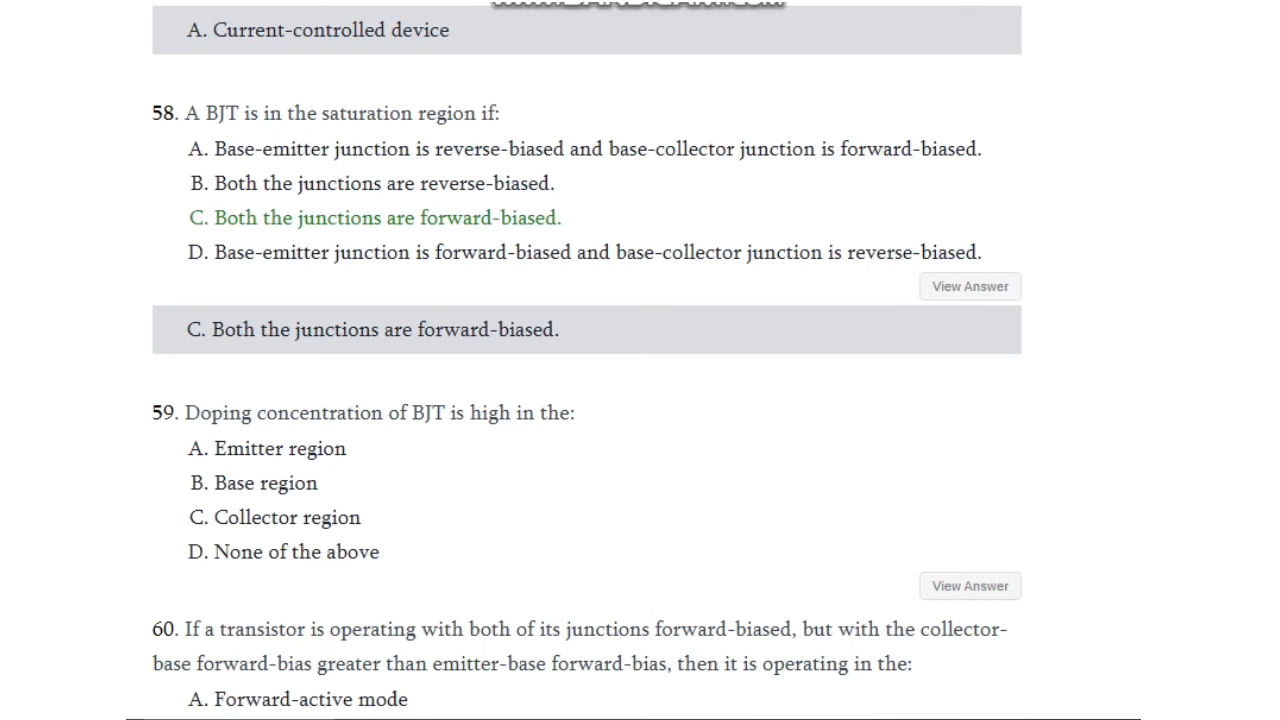 A. Current-controlled device
58. A BJT is in the saturation region if:
A. Base-emitter junction is reverse-biased and base-collector junction is forward-biased.
B. Both the junctions are reverse-biased.
C. Both the junctions are forward-biased.
D. Base-emitter junction is forward-biased and base-collector junction is reverse-biased.
View Answer
C. Both the junctions are forward-biased.
59. Doping concentration of BJT is high in the:
A. Emitter region
B. Base region
C. Collector region
D. None of the above
View Answer
60. If a transistor is operating with both of its junctions forward-biased, but with the collector-
base forward-bias greater than emitter-base forward-bias, then it is operating in the:
A. Forward-active mode